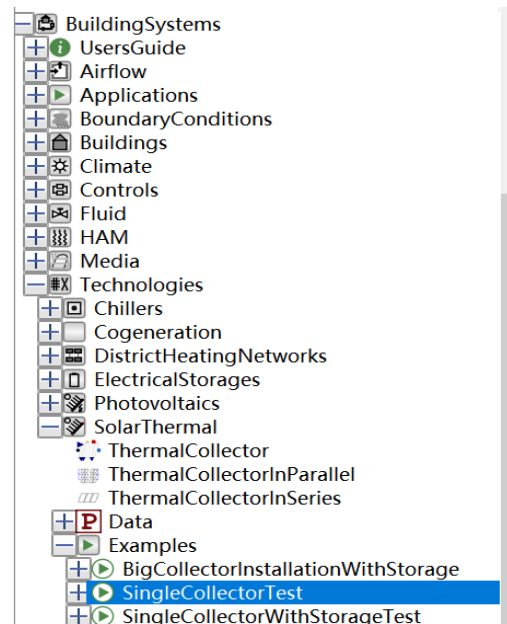 BuildingSystems
UsersGuide
Airflow
Applications
BoundaryConditions
Buildings
Climate
Controls
Fluid
HAM
Media
#X Technologies
Chillers
Cogeneration
DistrictHeatingNetworks
ElectricalStorages
Photovoltaics
SolarThermal
ThermalCollector
ThermalCollectorInParallel
ThermalCollectorInSeries
P Data
Examples
BigCollectorInstallationWithStorage
SingleCollectorTest
SingleCollectorWithStorageTest